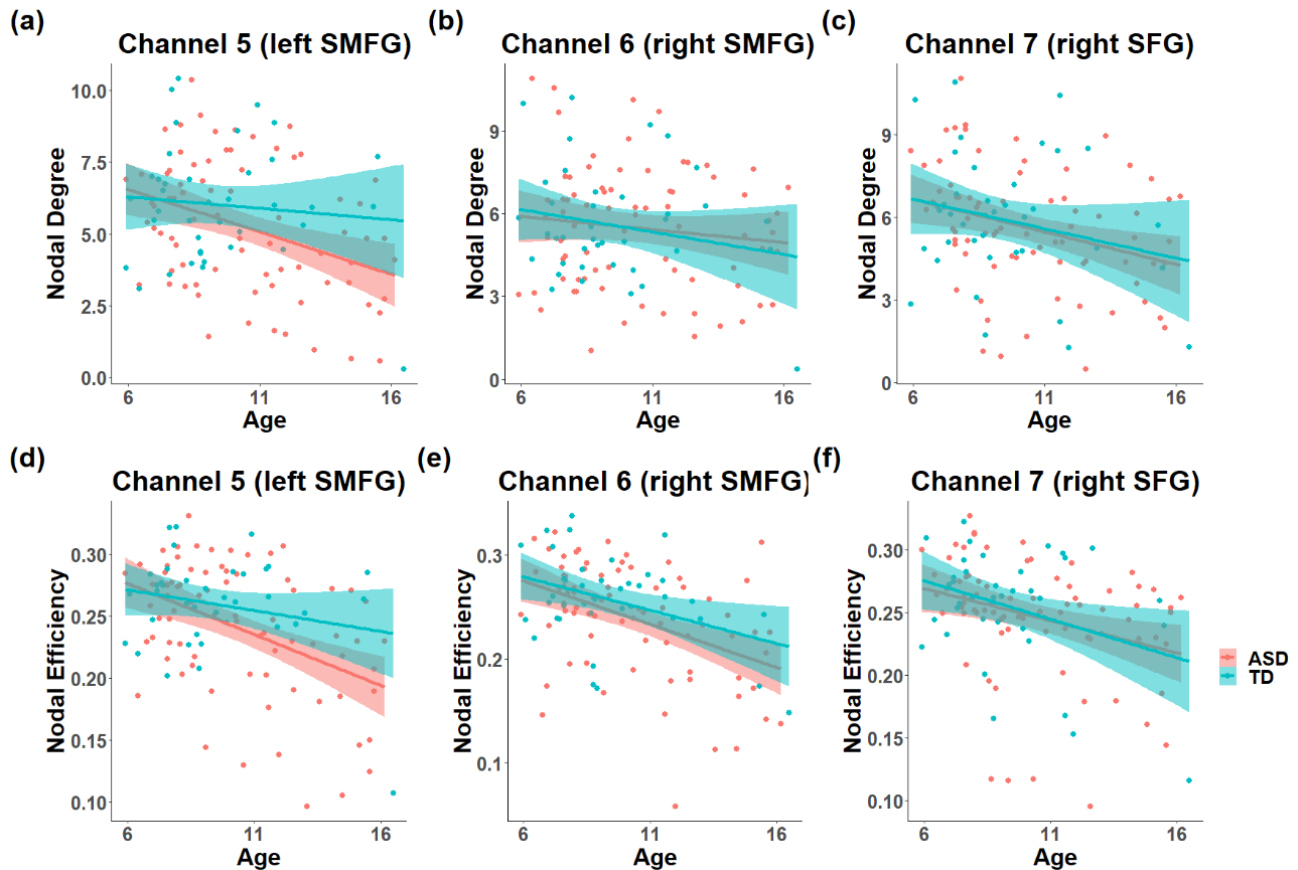 (a)
Channel 5 (left SMFG)
Nodal Degree
10.0
7.5
5.0
2.5
0.0
6
11
16
Age
(b)
Channel 6 (right SMFG)
Nodal Degree
9
6
3
0
6
11
16
Age
(c)
Channel 7 (right SFG)
Nodal Degree
9
6
3
0
6
11
16
Age
(d)
Channel 5 (left SMFG)
Nodal Efficiency
0.30
0.25
0.20
0.15
0.10
6
11
16
Age
(e)
Channel 6 (right SMFG)
Nodal Efficiency
0.3
0.2
0.1
6
11
16
Age
(f)
Channel 7 (right SFG)
Nodal Efficiency
0.30
0.25
0.20
0.15
0.10
6
11
16
Age
ASD
TD